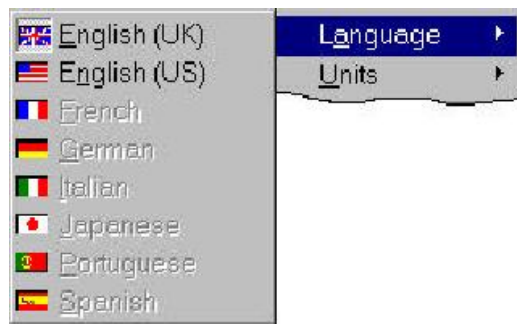 English (UK)
English (US)
French
German
Italian
Japanese
Portuguese
Spanish
Language
Units